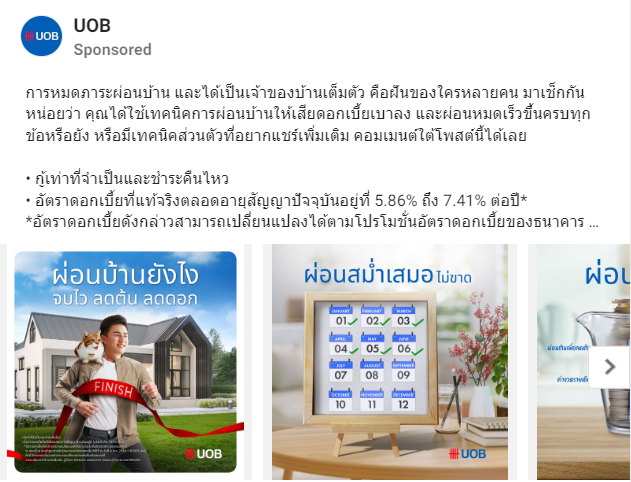 UOB
Sponsored
UOB
การหมดภาระผ่อนบ้าน และได้เป็นเจ้าของบ้านเต็มตัว คือฝันของใครหลายคน มาเช็กกัน
หน่อยว่า คุณได้ใช้เทคนิคการผ่อนบ้านให้เสียดอกเบี้ยเบาลง และผ่อนหมดเร็วขึ้นครบทุก
ข้อหรือยัง หรือมีเทคนิคส่วนตัวที่อยากแชร์เพิ่มเติม คอมเมนต์ใต้โพสต์นี้ได้เลย
• กู้เท่าที่จำเป็นและชำระคืนไหว
• อัตราดอกเบี้ยที่แท้จริงตลอดอายุสัญญาปัจจุบันอยู่ที่ 5.86% ถึง 7.41% ต่อปี*
*อัตราดอกเบี้ยดังกล่าวสามารถเปลี่ยนแปลงได้ตามโปรโมชั่นอัตราดอกเบี้ยของธนาคาร ...
ผ่อนบ้านยังไง
จบไว ลดต้น ลดดอก
FINISH
UOB
ผ่อนสม่ำเสมอ ไม่ขาด
JANUARY FEBRUARY MARCH
01 02 03
APRIL MAY JUNE
04 05 06
JULY AUGUST SEPTEMBER
07 08 09
OCTOBER NOVEMBER DECEMBER
10 11 12
UOB
ผ่อน